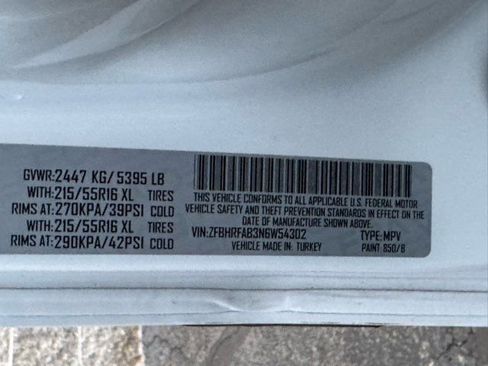 GVWR:2447 KG/5395 LB
WITH:215/55R16 XL TIRES
RIMS AT:270KPA/39PSI COLD
WITH:215/55R16 XL TIRES
RIMS AT:290KPA/42PSI COLD
THIS VEHICLE CONFORMS TO ALL APPLICABLE U.S. FEDERAL MOTOR
VEHICLE SAFETY AND THEFT PREVENTION STANDARDS IN EFFECT ON THE
DATE OF MANUFACTURE SHOWN ABOVE.
VIN:ZFBHRFAB3N6W54302 TYPE:MPV
VEHICLE MADE IN: TURKEY PAINT 850/B